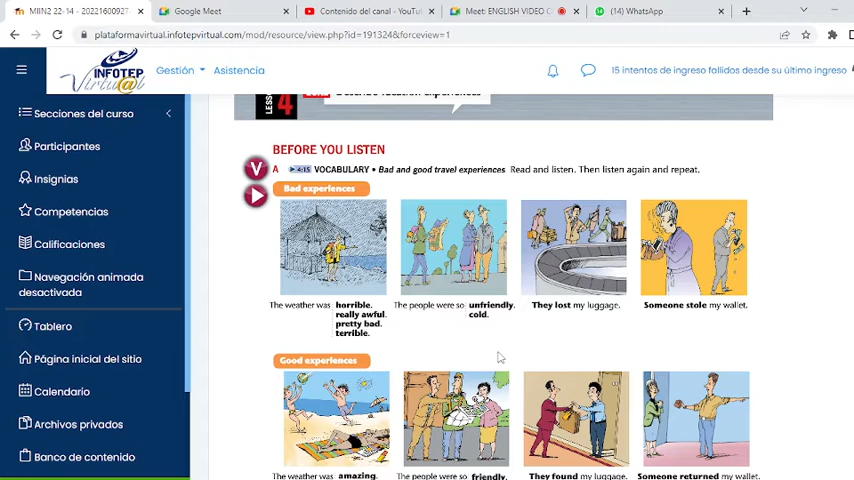 MIIN2 22-14 - 2022160092
Google Meet
Contenido del canal - YouTu
Meet: ENGLISH VIDEO C
(14) WhatsApp
plataformavirtual.infotepvirtual.com/mod/resource/view.php?id=191324&forceview=1
INFOTEP
Virtu@l
Gestión
Asistencia
15 intentos de ingreso fallidos desde su último ingreso
Secciones del curso
Participantes
Insignias
Competencias
Calificaciones
Navegación animada
desactivada
Tablero
Página inicial del sitio
Calendario
Archivos privados
Banco de contenido
4
BEFORE YOU LISTEN
V
A 4:15 VOCABULARY • Bad and good travel experiences Read and listen. Then listen again and repeat.
Bad experiences
The weather was horrible.
really awful.
pretty bad.
terrible.
The people were so unfriendly.
cold.
They lost my luggage.
Someone stole my wallet.
Good experiences
The weather was amazing.
The people were so friendly.
They found my luggage.
Someone returned my wallet.